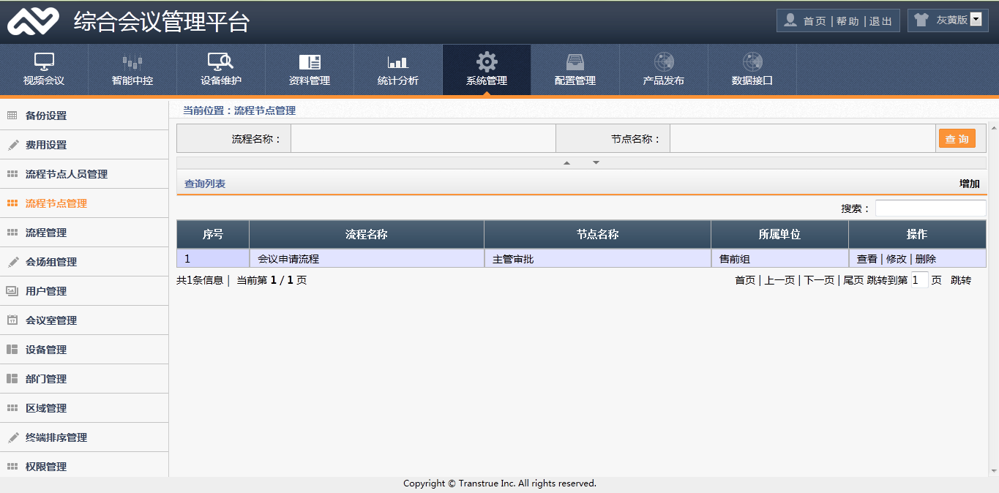 综合会议管理平台
首页 | 帮助 | 退出
灰黄版
视频会议 智能中控 设备维护 资料管理 统计分析 系统管理 配置管理 产品发布 数据接口
备份设置
费用设置
流程节点人员管理
流程节点管理
流程管理
会场组管理
用户管理
会议室管理
设备管理
部门管理
区域管理
终端排序管理
权限管理
当前位置：流程节点管理
流程名称： 节点名称： 查询
查询列表 增加
搜索：
序号 流程名称 节点名称 所属单位 操作
1 会议申请流程 主管审批 售前组 查看 | 修改 | 删除
共1条信息 | 当前第 1 / 1 页 首页 | 上一页 | 下一页 | 尾页 跳转到第 1 页 跳转
Copyright © Transtrue Inc. All rights reserved.